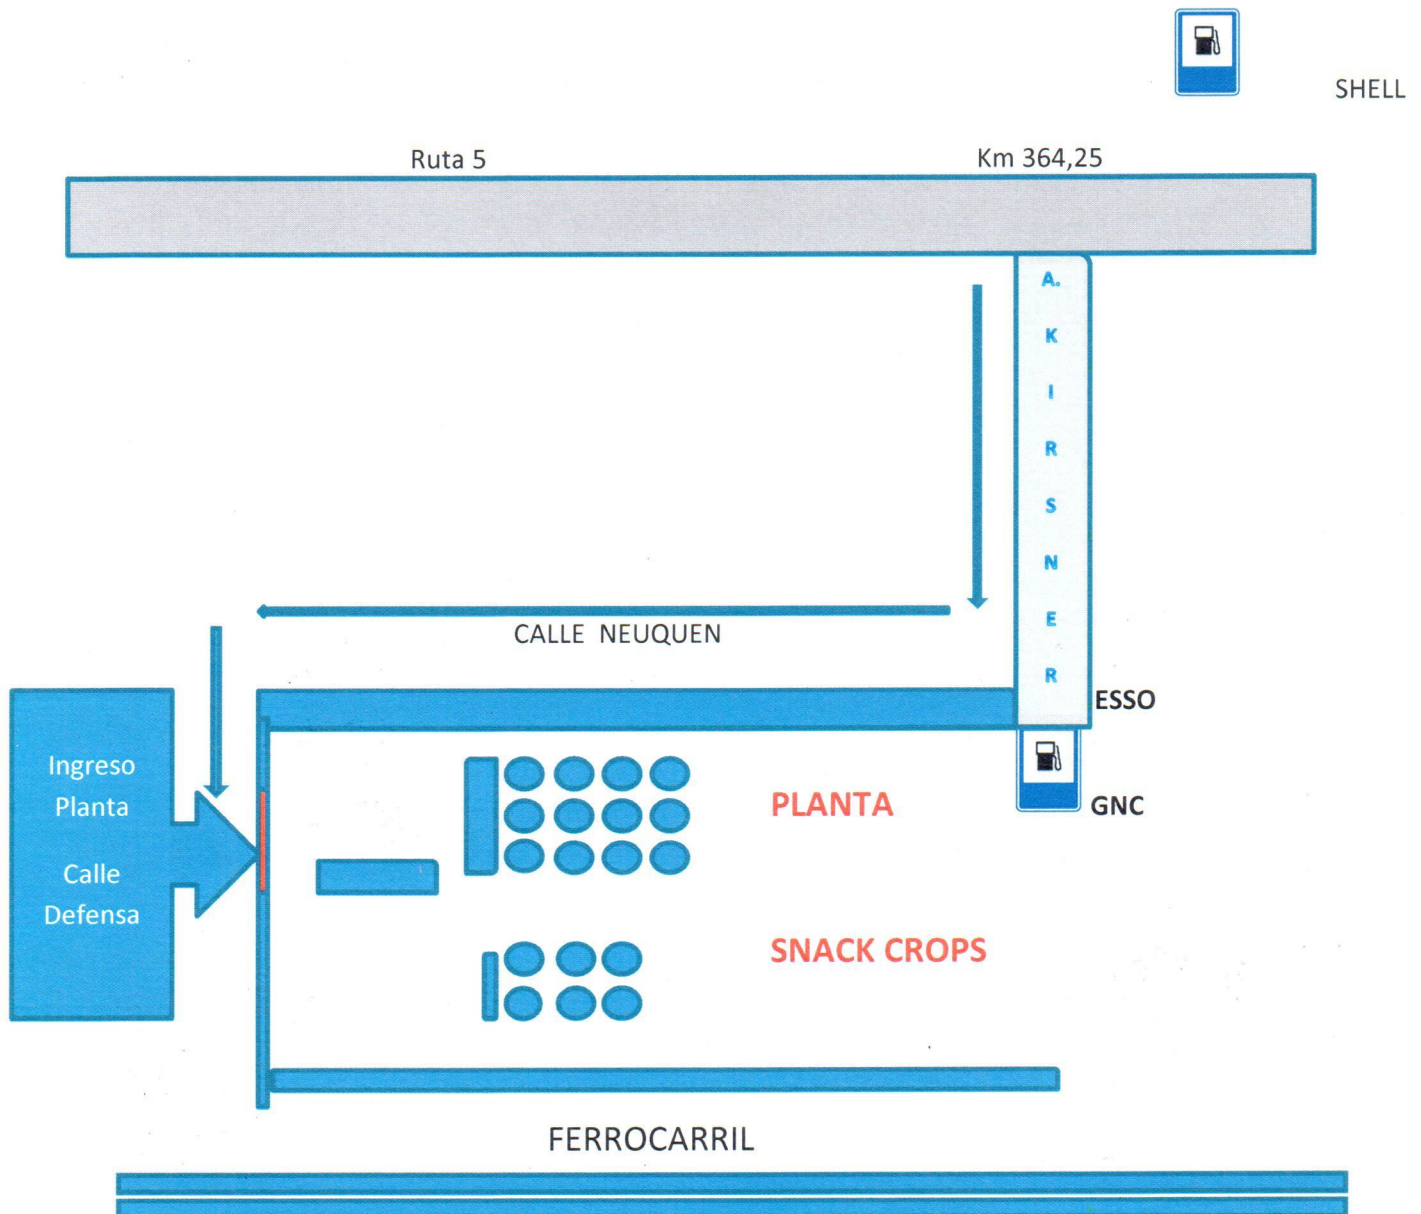 SHELL
Ruta 5
Km 364,25
A.
K
I
R
S
N
E
R
CALLE NEUQUEN
ESSO
GNC
Ingreso
Planta
Calle
Defensa
PLANTA
SNACK CROPS
FERROCARRIL